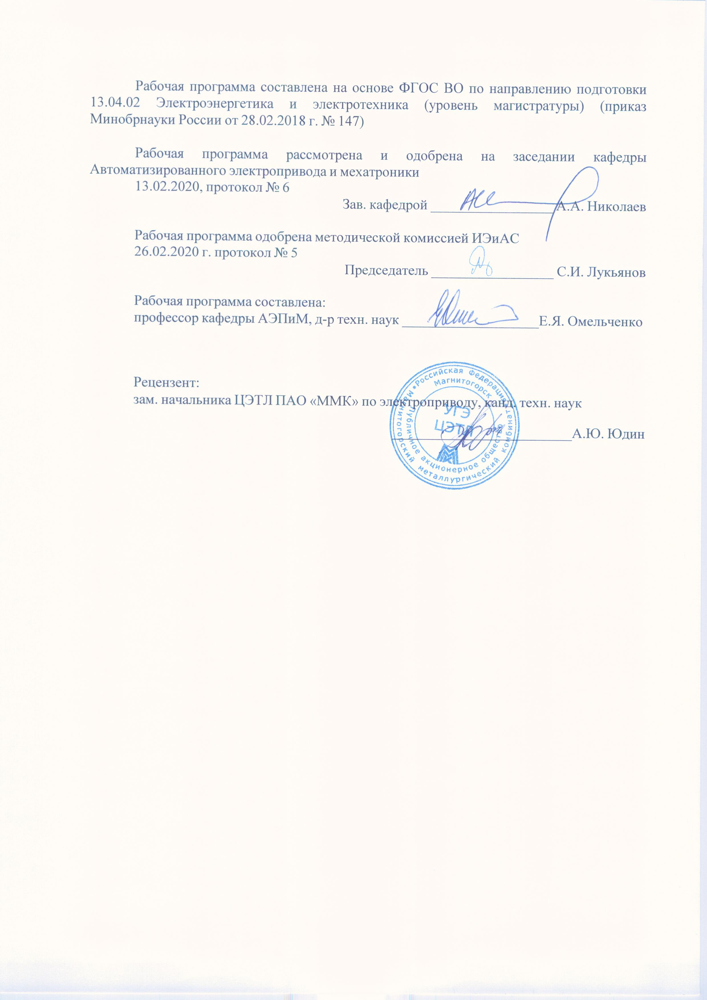 Рабочая программа составлена на основе ФГОС ВО по направлению подготовки
13.04.02 Электроэнергетика и электротехника (уровень магистратуры) (приказ
Минобрнауки России от 28.02.2018 г. № 147)
Рабочая программа рассмотрена и одобрена на заседании кафедры
Автоматизированного электропривода и мехатроники
13.02.2020, протокол № 6
Зав. кафедрой ________________ А.А. Николаев
Рабочая программа одобрена методической комиссией ИЭиАС
26.02.2020 г. протокол № 5
Председатель ________________ С.И. Лукьянов
Рабочая программа составлена:
профессор кафедры АЭПиМ, д-р техн. наук __________________Е.Я. Омельченко
Рецензент:
зам. начальника ЦЭТЛ ПАО «ММК» по электроприводу, канд. техн. наук
________________________А.Ю. Юдин
*Российская Федерация*
Магнитогорский металлургический комбинат
Магнитогорск
Публичное акционерное общество
УГЭ
ЦЭТЛ